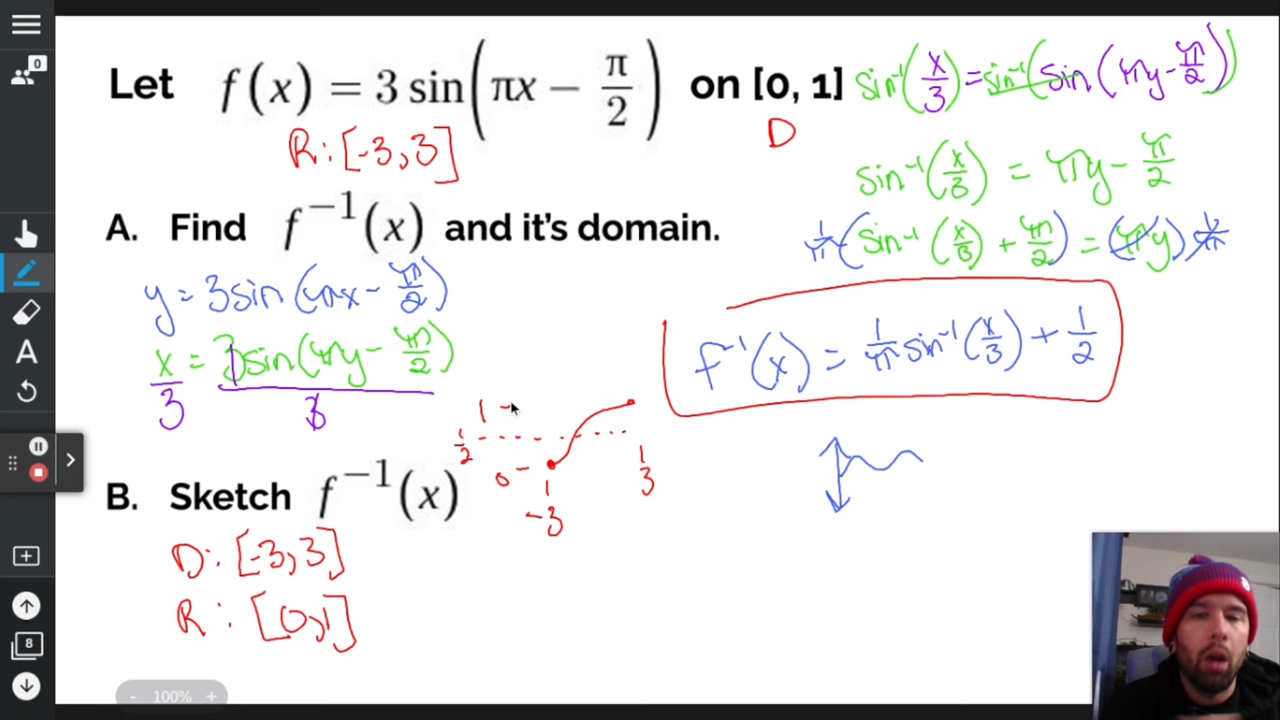 0
Let f(x) = 3 sin(πx − π/2) on [0, 1]
R: [-3, 3]
D
sin⁻¹(x/3) = sin⁻¹(sin(πy - π/2))
sin⁻¹(x/3) = πy - π/2
1/π (sin⁻¹(x/3) + π/2) = (πy) 1/π
A. Find f⁻¹(x) and it's domain.
y = 3sin(πx - π/2)
x/3 = 3sin(πy - π/2)/3
f⁻¹(x) = 1/π sin⁻¹(x/3) + 1/2
1
1/2
0
-3
3
B. Sketch f⁻¹(x)
D: [-3, 3]
R: [0, 1]
A
8
- 100% +